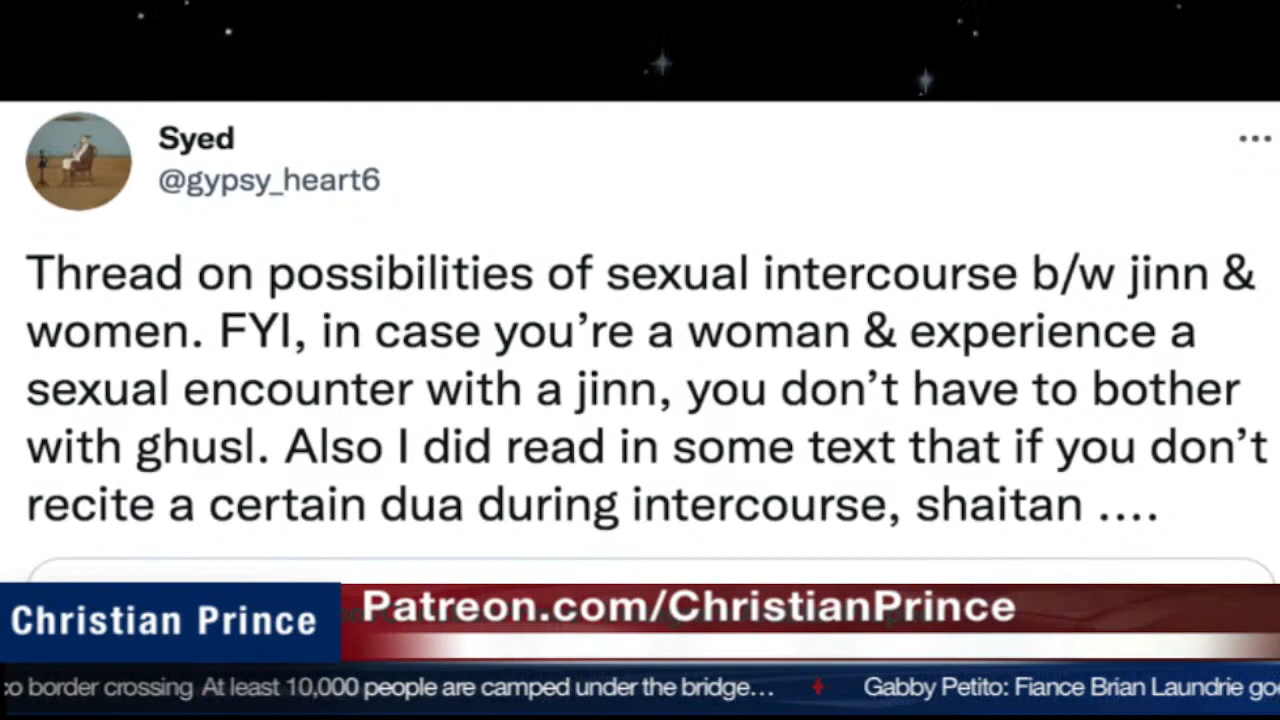 Syed
@gypsy_heart6
Thread on possibilities of sexual intercourse b/w jinn &
women. FYI, in case you’re a woman & experience a
sexual encounter with a jinn, you don’t have to bother
with ghusl. Also I did read in some text that if you don’t
recite a certain dua during intercourse, shaitan ....
Christian Prince
Patreon.com/ChristianPrince
border crossing At least 10,000 people are camped under the bridge... Gabby Petito: Fiance Brian Laundrie